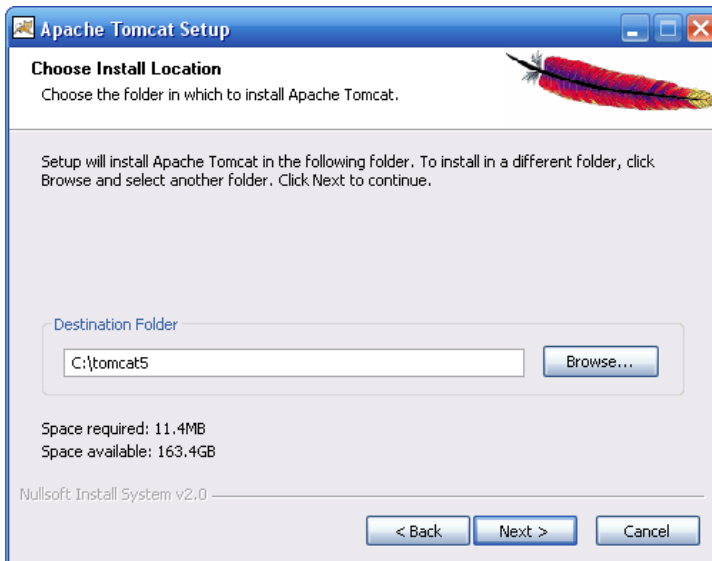 Apache Tomcat Setup
Choose Install Location
Choose the folder in which to install Apache Tomcat.
Setup will install Apache Tomcat in the following folder. To install in a different folder, click
Browse and select another folder. Click Next to continue.
Destination Folder
C:\tomcat5
Browse...
Space required: 11.4MB
Space available: 163.4GB
Nullsoft Install System v2.0
< Back
Next >
Cancel